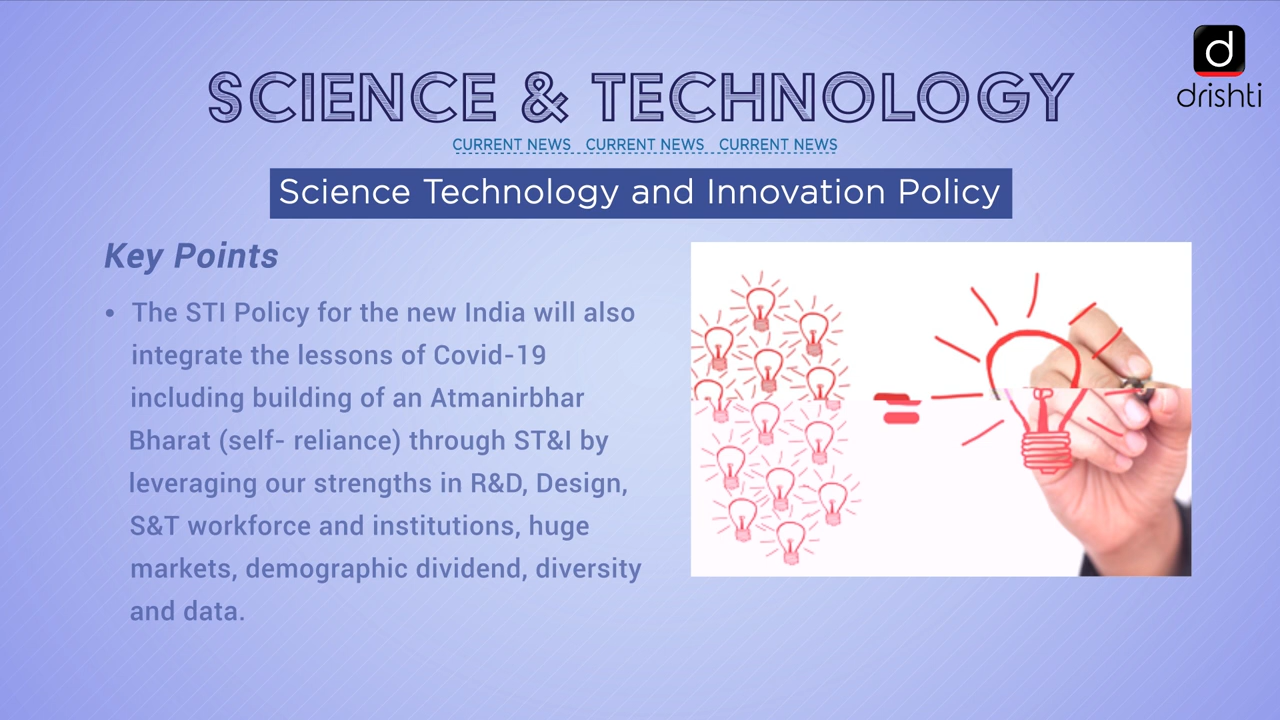 d
drishti
SCIENCE & TECHNOLOGY
CURRENT NEWS CURRENT NEWS CURRENT NEWS
Science Technology and Innovation Policy
Key Points
• The STI Policy for the new India will also
integrate the lessons of Covid-19
including building of an Atmanirbhar
Bharat (self- reliance) through ST&I by
leveraging our strengths in R&D, Design,
S&T workforce and institutions, huge
markets, demographic dividend, diversity
and data.